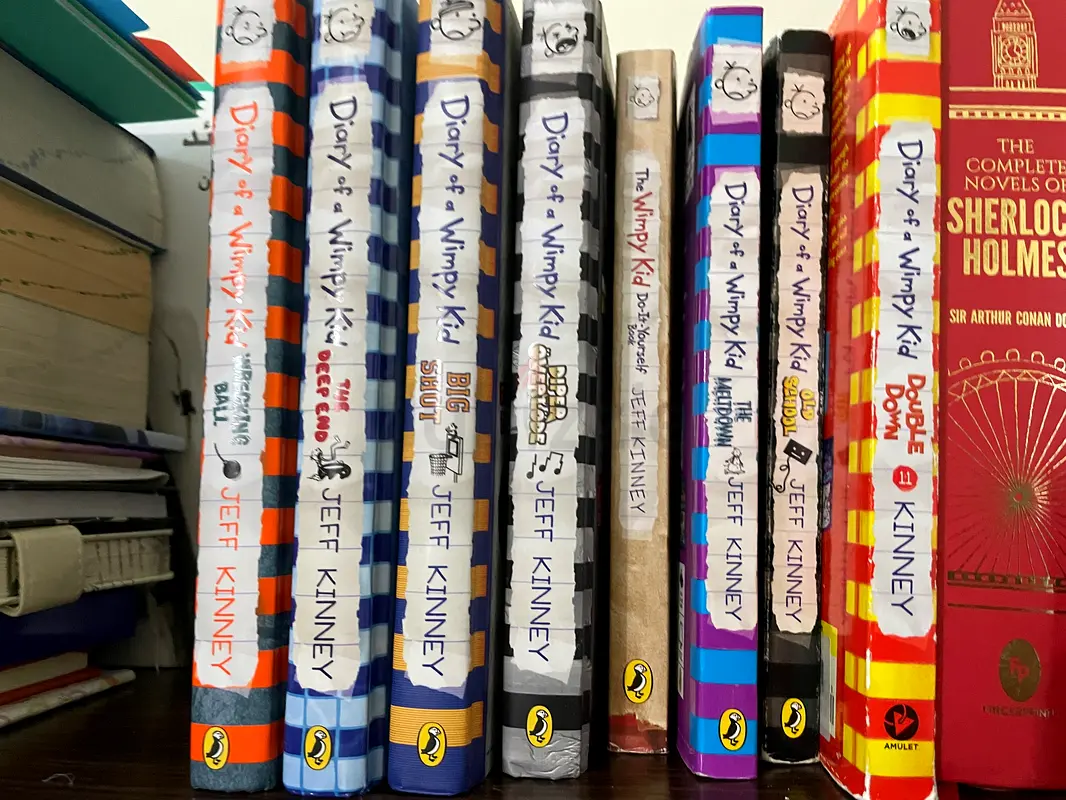 Diary of a Wimpy Kid
WRECKING
BALL
JEFF KINNEY
Diary of a Wimpy Kid
THE
DEEP END
JEFF KINNEY
Diary of a Wimpy Kid
BIG
SHOT
JEFF KINNEY
Diary of a Wimpy Kid
JEFF KINNEY
The Wimpy Kid Do-It-Yourself
Book
JEFF KINNEY
Diary of a Wimpy Kid
THE
MELTDOWN
JEFF KINNEY
Diary of a Wimpy Kid
OLD
SCHOOL
JEFF KINNEY
Diary of a Wimpy Kid
DOUBLE
DOWN
11
KINNEY
AMULET
THE
COMPLETE
NOVELS OF
SHERLOC
HOLMES
SIR ARTHUR CONAN DO
FP
FINGERPRINT!